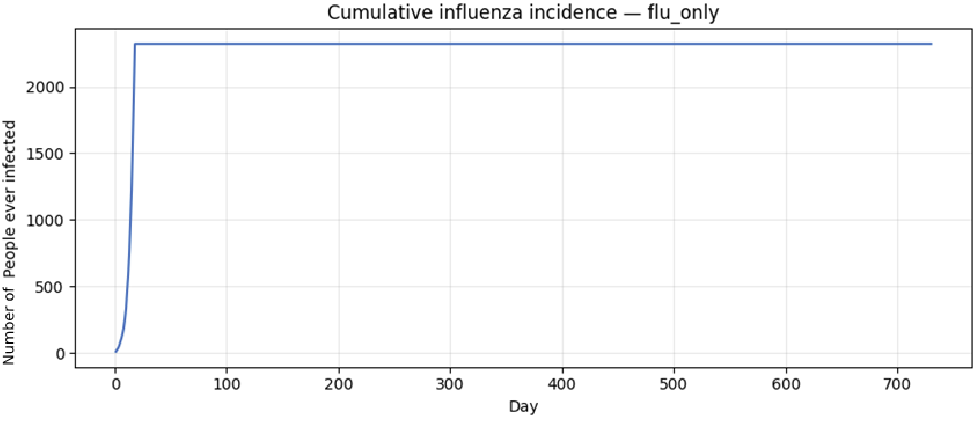 Cumulative influenza incidence — flu_only
Number of People ever infected
2000
1500
1000
500
0
0 100 200 300 400 500 600 700
Day